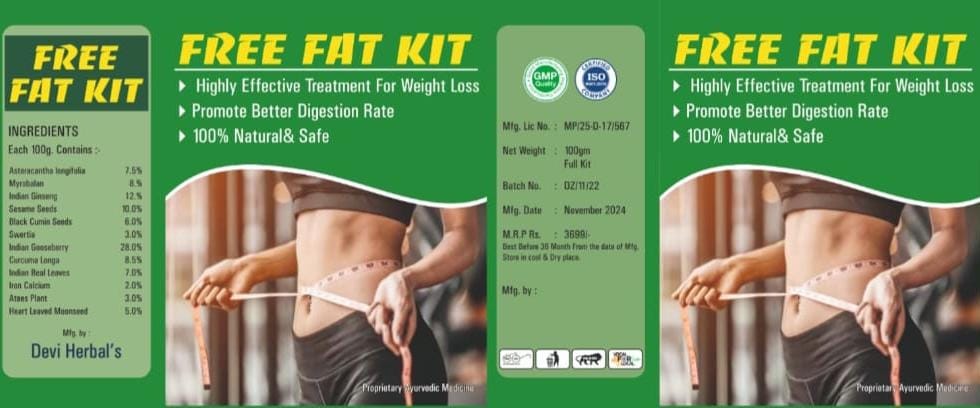 FREE
FAT KIT
INGREDIENTS
Each 100g. Contains :-
Asteracantha longifolia 7.5%
Myrobalan 8.%
Indian Ginseng 12.%
Sesame Seeds 10.0%
Black Cumin Seeds 6.0%
Swertia 3.0%
Indian Gooseberry 28.0%
Curcuma Longa 8.5%
Indian Beal Leaves 7.0%
Iron Calcium 2.0%
Atees Plant 3.0%
Heart Leaved Moonseed 5.0%
Mfg. by :
Devi Herbal's
FREE FAT KIT
Highly Effective Treatment For Weight Loss
Promote Better Digestion Rate
100% Natural& Safe
Proprietary Ayurvedic Medicine
GMP
Quality
CERTIFIED
ISO
COMPANY
Mfg. Lic No. : MP/25-D-17/567
Net Weight : 100gm
Full Kit
Batch No. : DZ/11/22
Mfg. Date : November 2024
M.R.P Rs. : 3699/-
Best Before 36 Month From the date of Mfg.
Store in cool & Dry place.
Mfg. by :
VOCAL
FOR
LOCAL
FREE FAT KIT
Highly Effective Treatment For Weight Loss
Promote Better Digestion Rate
100% Natural& Safe
Proprietary Ayurvedic Medicine